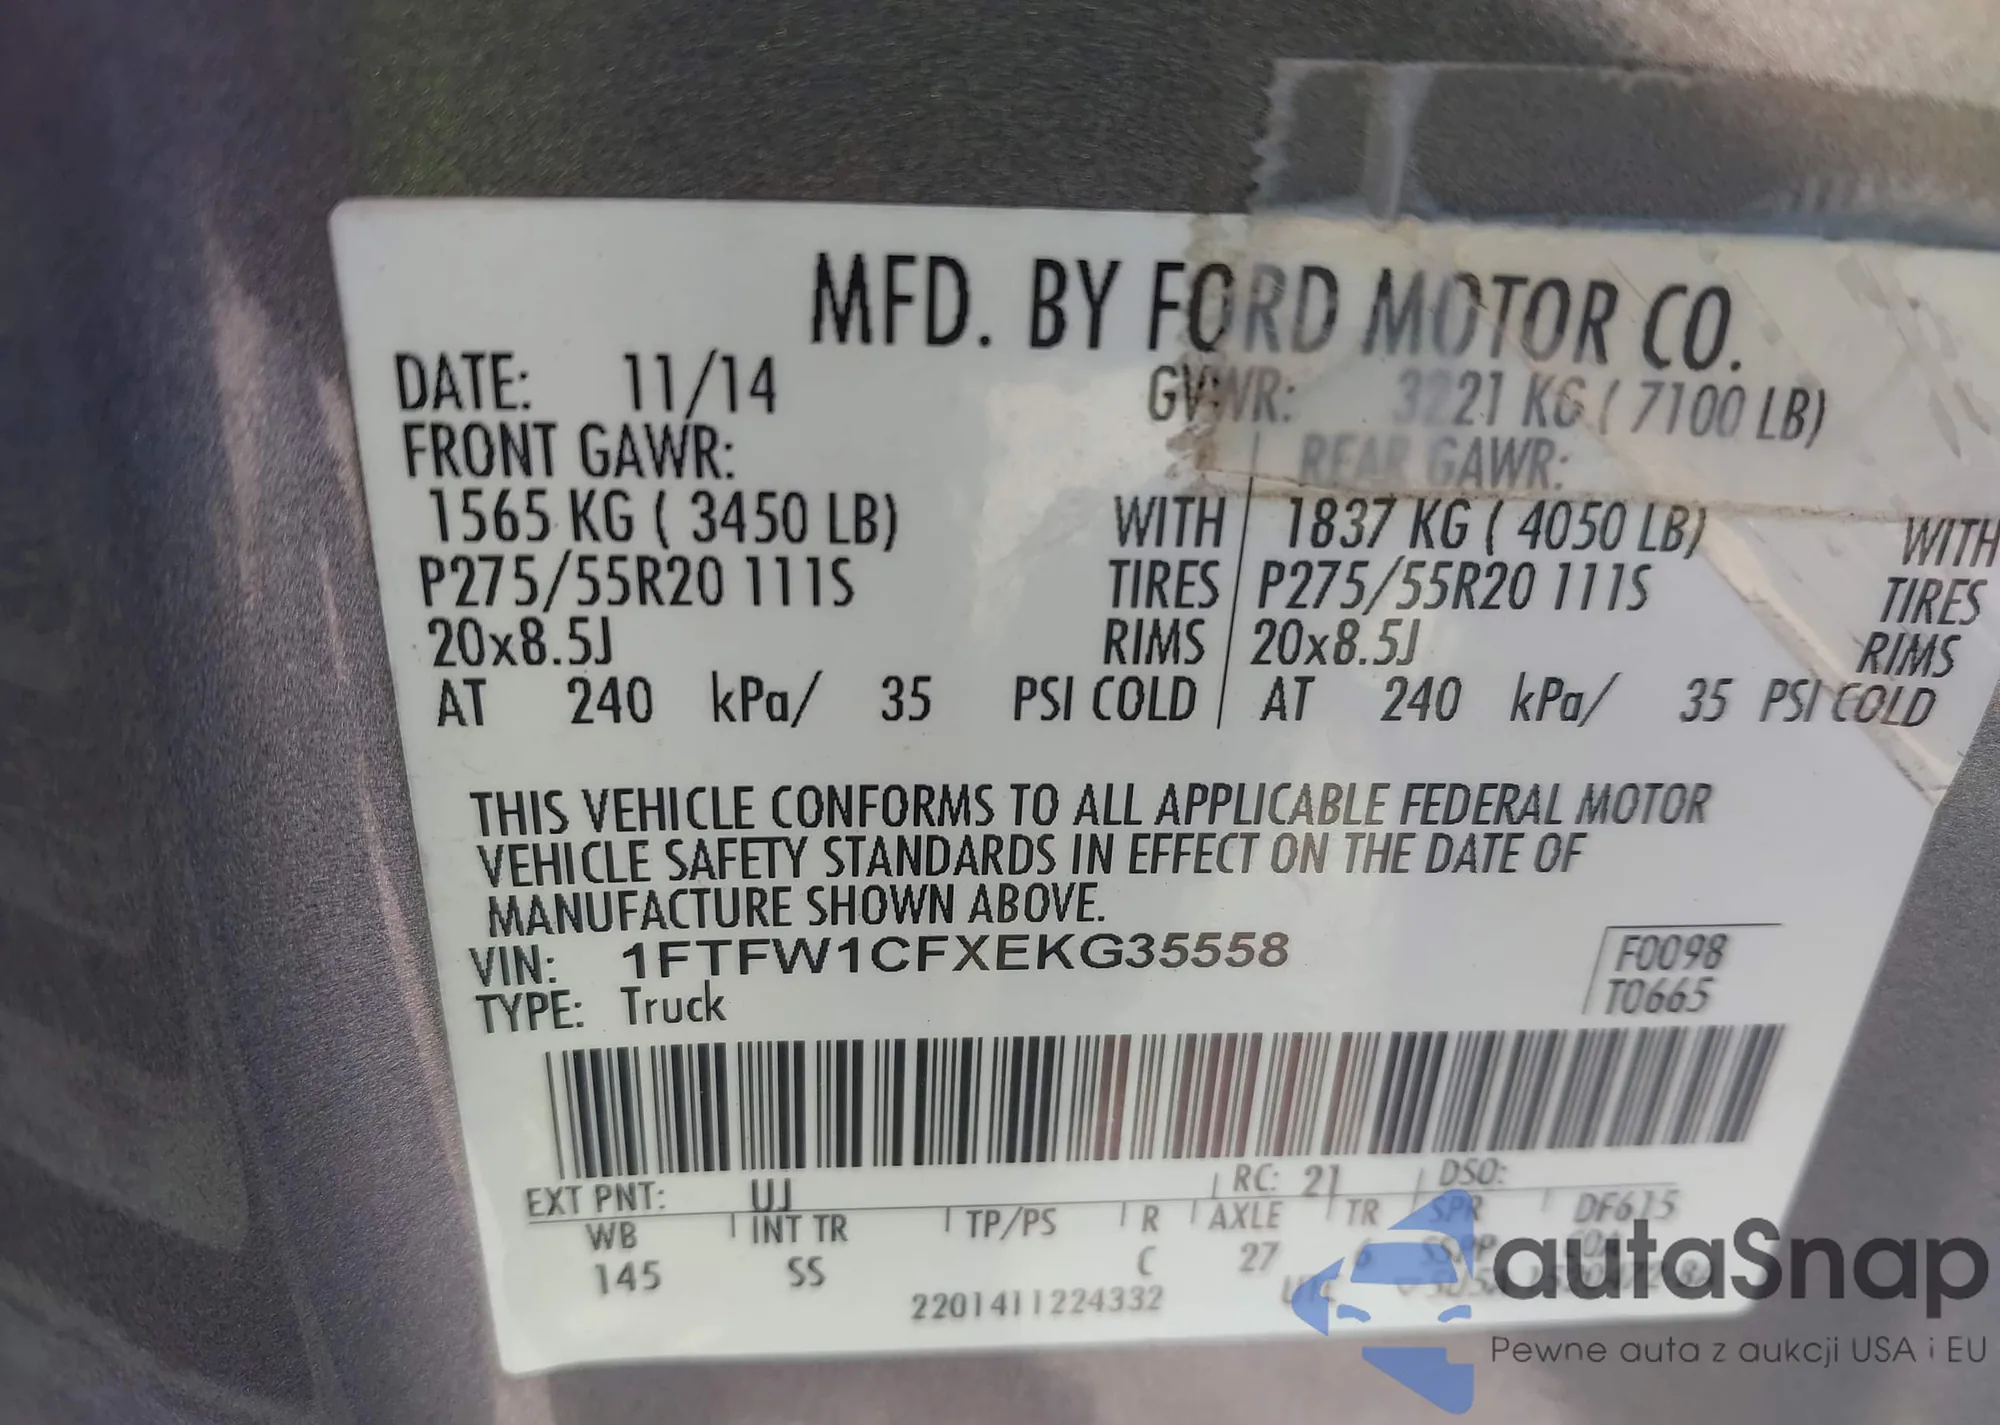 MFD. BY FORD MOTOR CO.
DATE: 11/14 GVWR: 3221 KG ( 7100 LB)
FRONT GAWR: REAR GAWR:
1565 KG ( 3450 LB) WITH 1837 KG ( 4050 LB) WITH
P275/55R20 111S TIRES P275/55R20 111S TIRES
20x8.5J RIMS 20x8.5J RIMS
AT 240 kPa/ 35 PSI COLD AT 240 kPa/ 35 PSI COLD
THIS VEHICLE CONFORMS TO ALL APPLICABLE FEDERAL MOTOR
VEHICLE SAFETY STANDARDS IN EFFECT ON THE DATE OF
MANUFACTURE SHOWN ABOVE.
VIN: 1FTFW1CFXEKG35558 F0098
TYPE: Truck T0665
EXT PNT: UJ RC: 21 DSO:
WB INT TR TP/PS R AXLE TR SPR DF615
145 SS C 27 6
2201411224332 UTC
autaSnap
Pewne auta z aukcji USA i EU